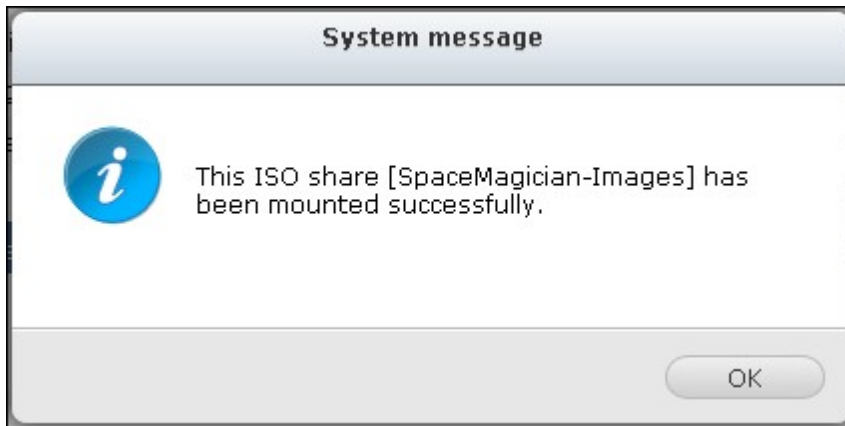 System message
This ISO share [SpaceMagician-Images] has
been mounted successfully.
OK